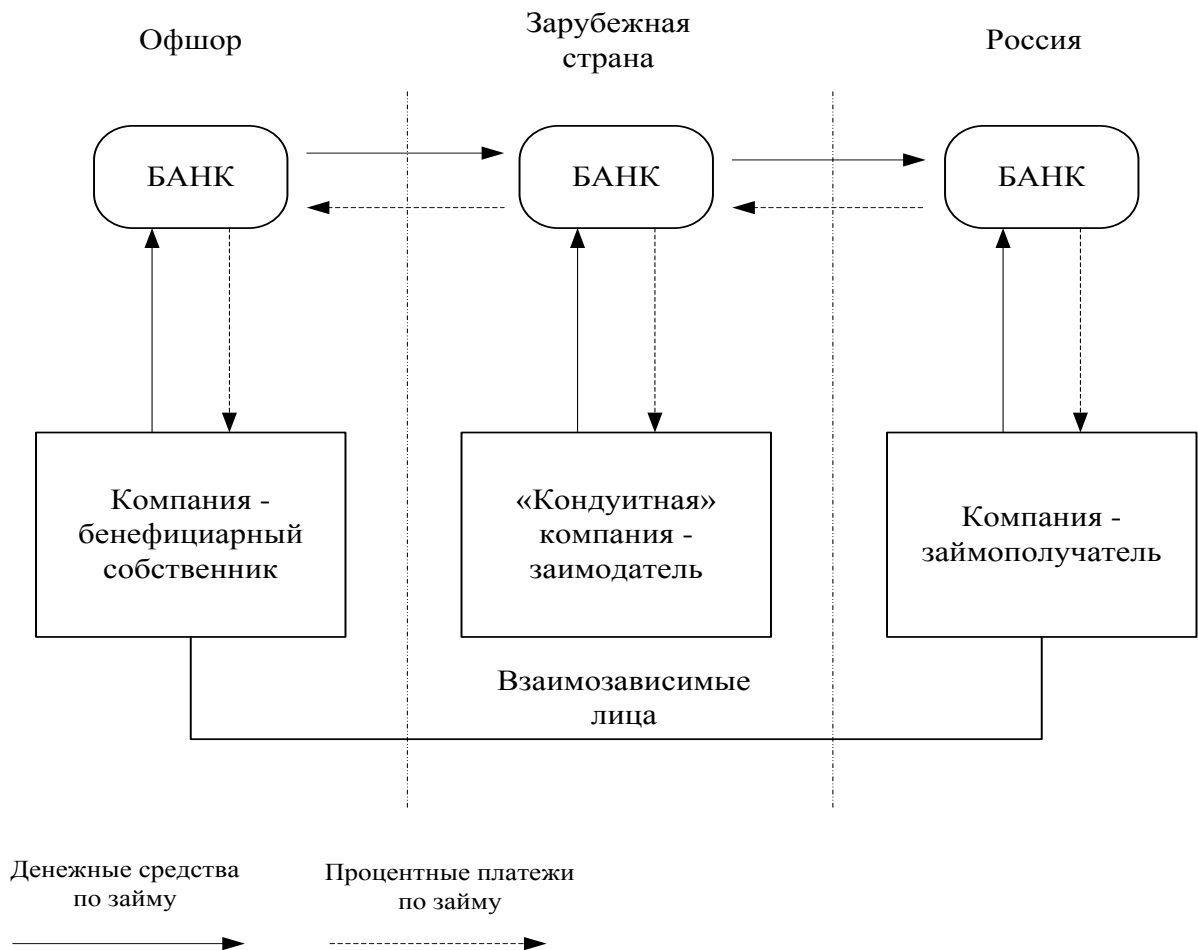 Офшор
Зарубежная
страна
Россия
БАНК
БАНК
БАНК
Компания -
бенефициарный
собственник
«Кондуитная»
компания -
заимодатель
Компания -
займополучатель
Взаимозависимые
лица
Денежные средства
по займу
Процентные платежи
по займу